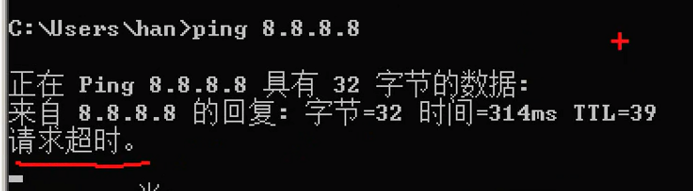 C:\Users\han>ping 8.8.8.8
正在 Ping 8.8.8.8 具有 32 字节的数据:
来自 8.8.8.8 的回复: 字节=32 时间=314ms TTL=39
请求超时。